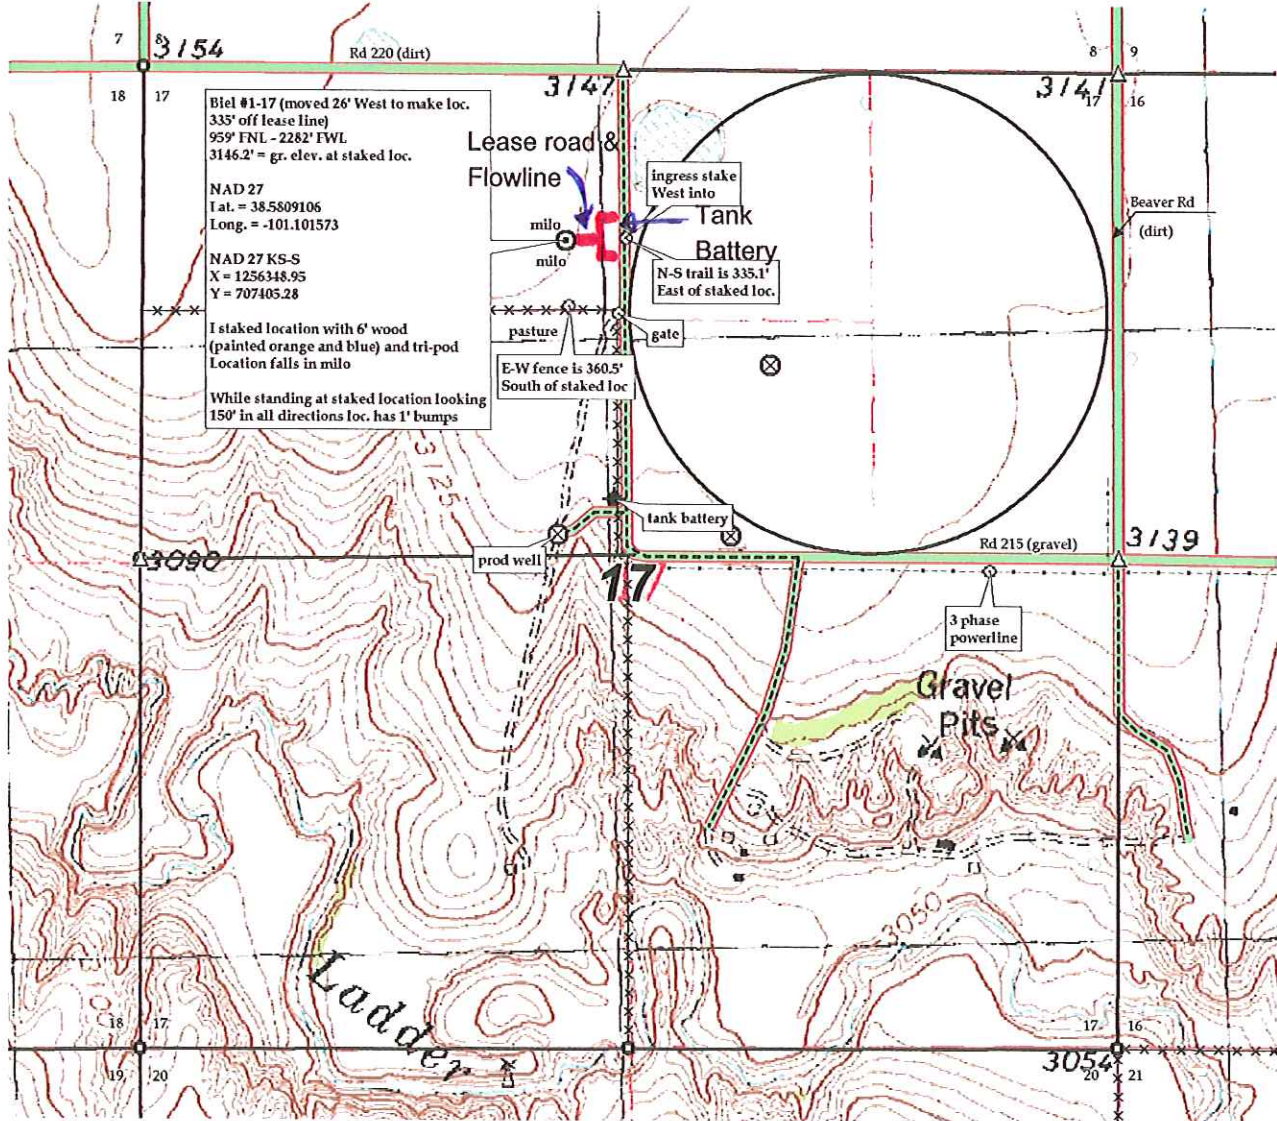 7
8
3154
Rd 220 (dirt)
8
9
18
17
3147
3141
17
16
Biel #1-17 (moved 26' West to make loc.
335' off lease line)
959' FNL - 2282' FWL
3146.2' = gr. elev. at staked loc.
NAD 27
Lat. = 38.5809106
Long. = -101.101573
NAD 27 KS-S
X = 1256348.95
Y = 707405.28
I staked location with 6' wood
(painted orange and blue) and tri-pod
Location falls in milo
While standing at staked location looking
150' in all directions loc. has 1' bumps
Lease road &
Flowline
ingress stake
West into
Tank
Battery
milo
milo
N-S trail is 335.1'
East of staked loc.
Beaver Rd
(dirt)
pasture
gate
E-W fence is 360.5'
South of staked loc
3125
tank battery
prod well
Rd 215 (gravel)
3139
3090
17
3 phase
powerline
Gravel
Pits
3050
Ladder
18
17
17
16
19
20
3054
20
21